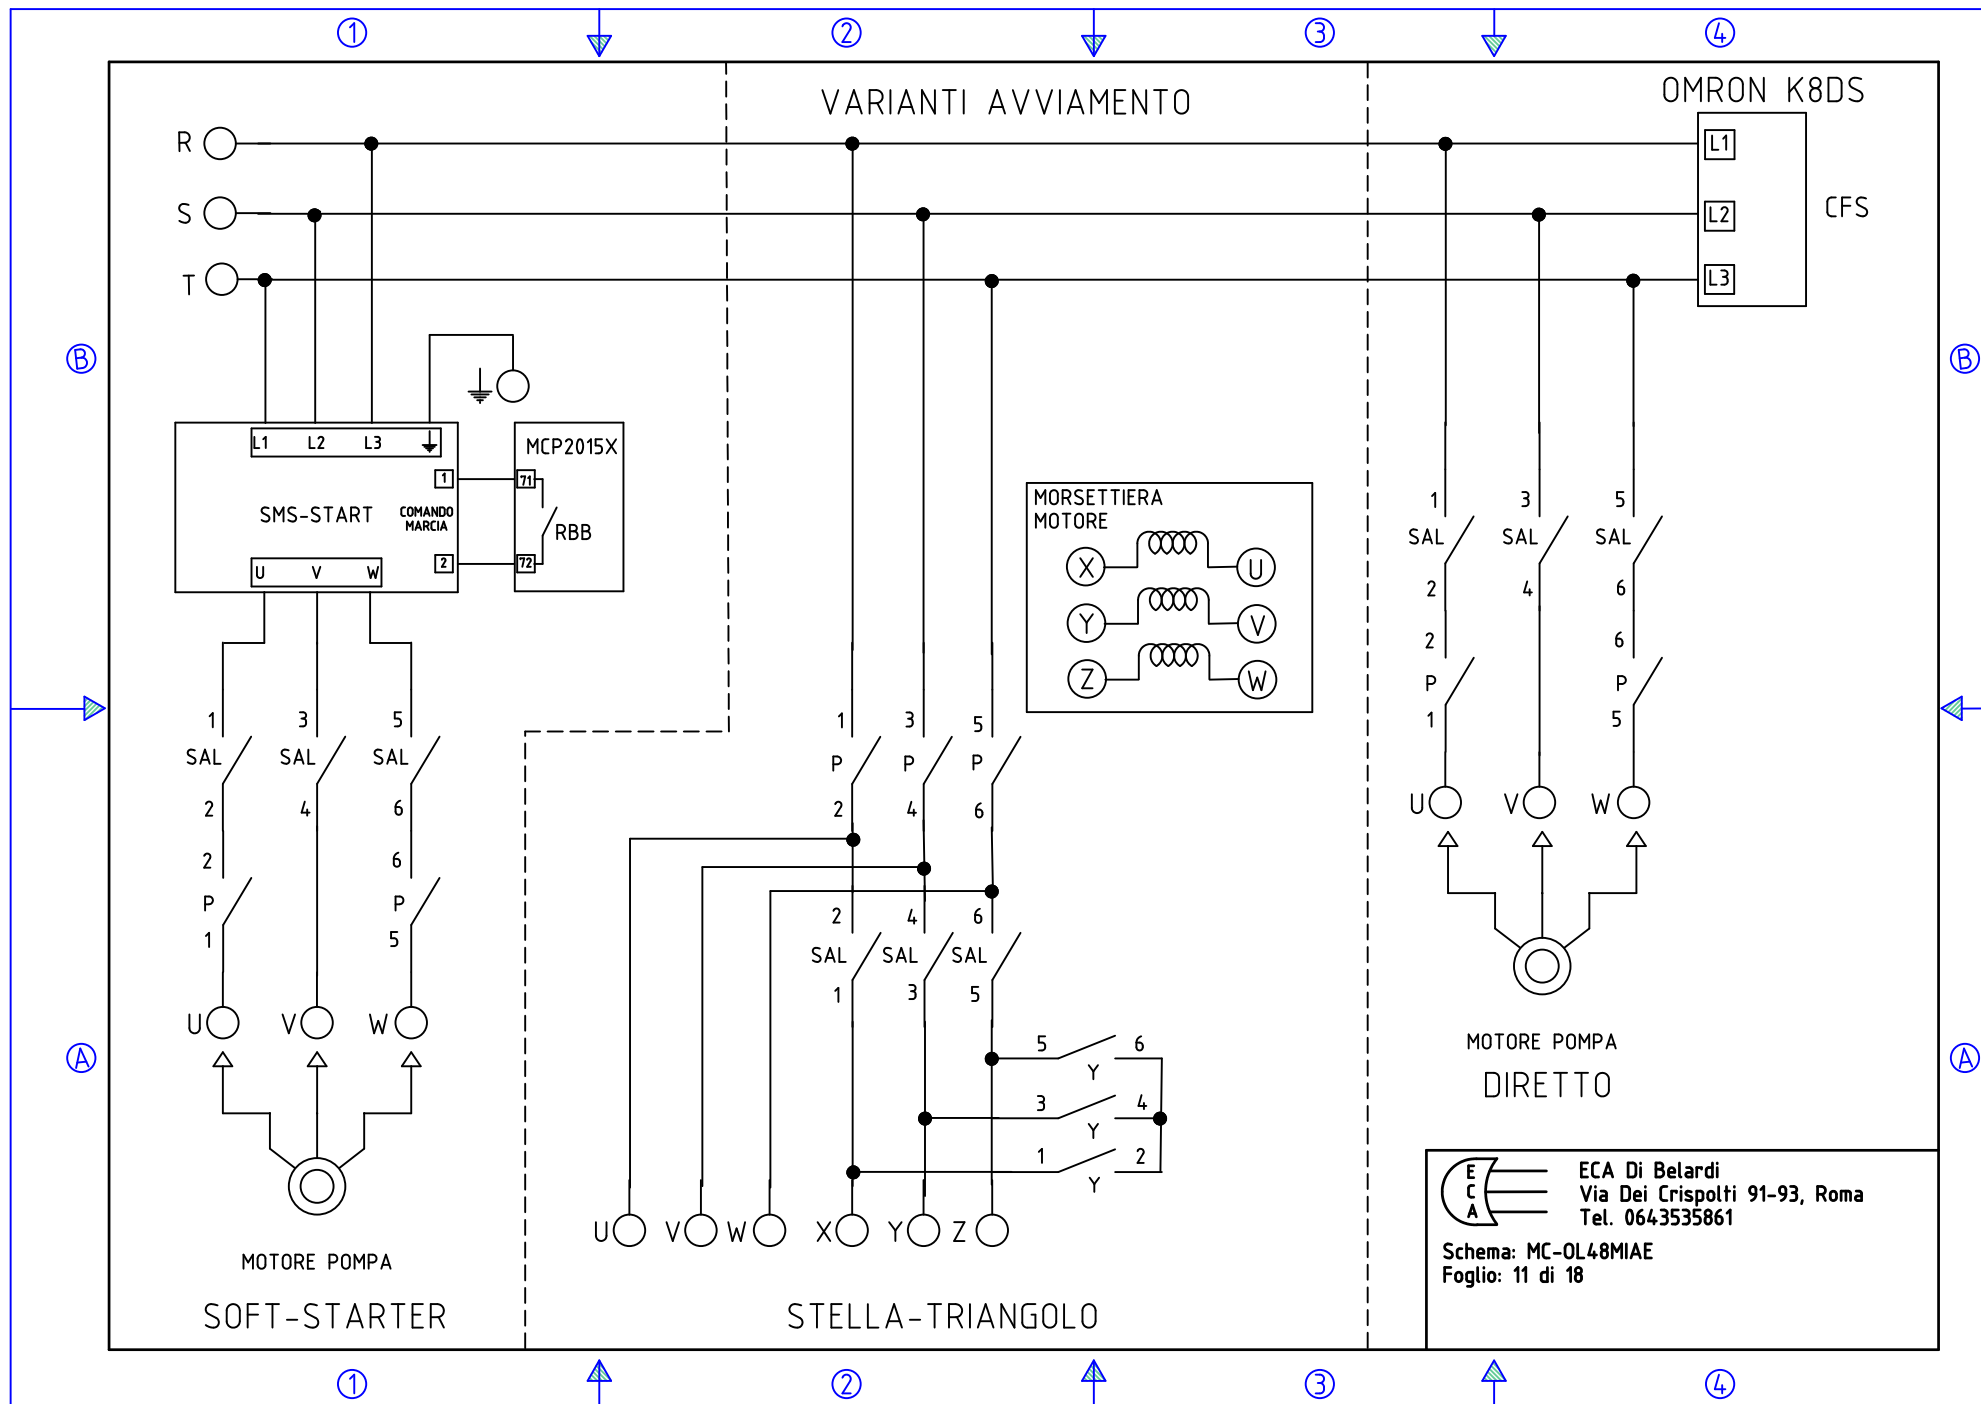 1 2 3 4
VARIANTI AVVIAMENTO
OMRON K8DS
R
L1
S
L2
CFS
T
L3
B
B
L1 L2 L3
MCP2015X
1
71
SMS-START
COMANDO
MARCIA
RBB
2
72
U V W
MORSETTIERA
MOTORE
X U
Y V
Z W
1 3 5
SAL SAL SAL
2 4 6
2 6
P P
1 5
U V W
MOTORE POMPA
DIRETTO
1 3 5
SAL SAL SAL
2 4 6
2 6
P P
1 5
U V W
MOTORE POMPA
SOFT-STARTER
1 3 5
P P P
2 4 6
2 4 6
SAL SAL SAL
1 3 5
5 6
Y
3 4
Y
1 2
Y
U V W X Y Z
STELLA-TRIANGOLO
A
A
E
C
A
ECA Di Belardi
Via Dei Crispolti 91-93, Roma
Tel. 0643535861
Schema: MC-OL48MIAE
Foglio: 11 di 18
1 2 3 4